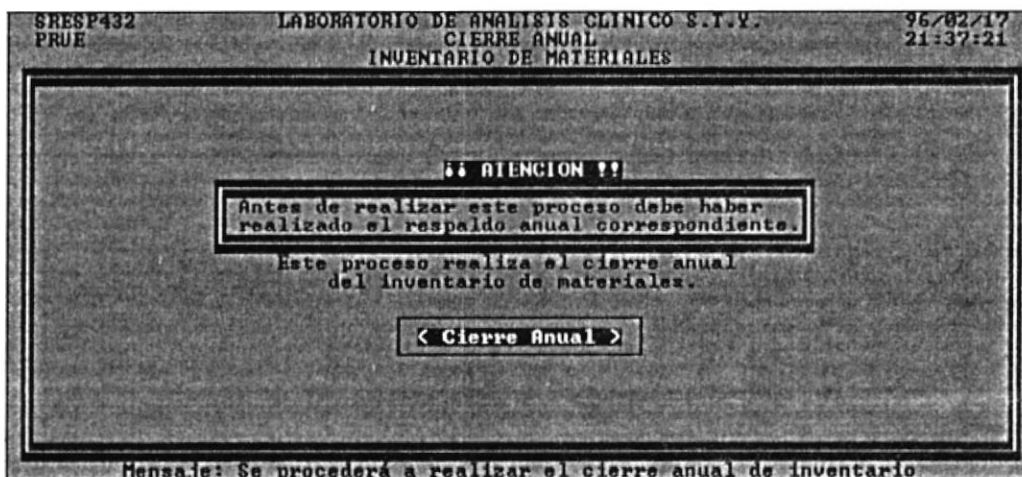 SRESP432 LABORATORIO DE ANALISIS CLINICO S.T.Y. 96/02/17
PRUE CIERRE ANUAL 21:37:21
INVENTARIO DE MATERIALES
¡¡ ATENCION !!
Antes de realizar este proceso debe haber
realizado el respaldo anual correspondiente.
Este proceso realiza el cierre anual
del inventario de materiales.
< Cierre Anual >
Mensaje: Se procederá a realizar el cierre anual de inventario